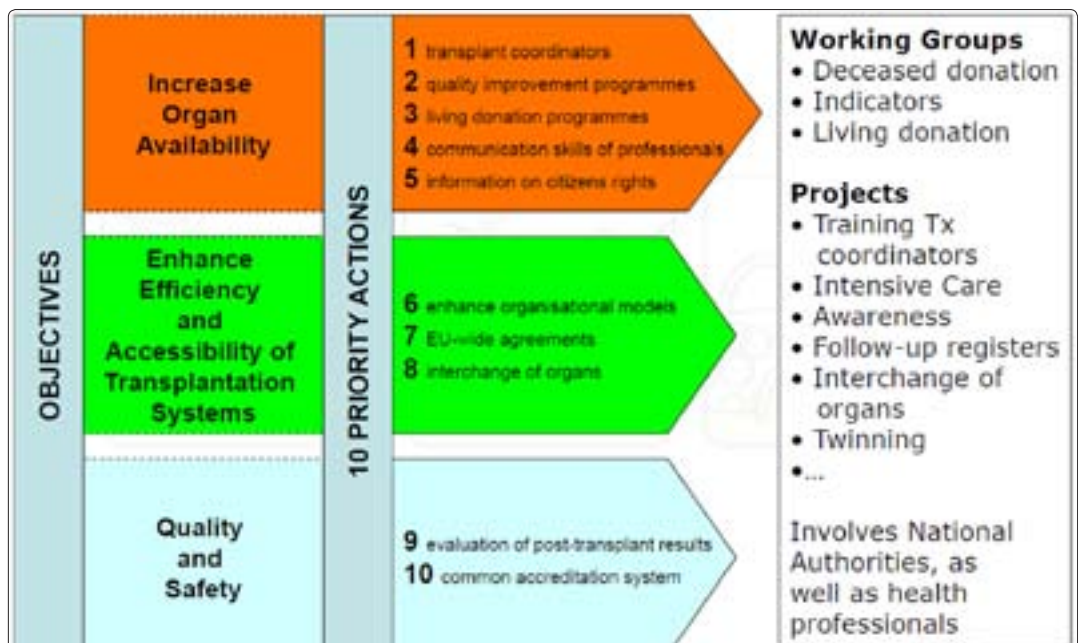 OBJECTIVES
Increase
Organ
Availability
Enhance
Efficiency
and
Accessibility of
Transplantation
Systems
Quality
and
Safety
10 PRIORITY ACTIONS
1 transplant coordinators
2 quality improvement programmes
3 living donation programmes
4 communication skills of professionals
5 information on citizens rights
6 enhance organisational models
7 EU-wide agreements
8 interchange of organs
9 evaluation of post-transplant results
10 common accreditation system
Working Groups
• Deceased donation
• Indicators
• Living donation
Projects
• Training Tx
coordinators
• Intensive Care
• Awareness
• Follow-up registers
• Interchange of
organs
• Twinning
•...
Involves National
Authorities, as
well as health
professionals